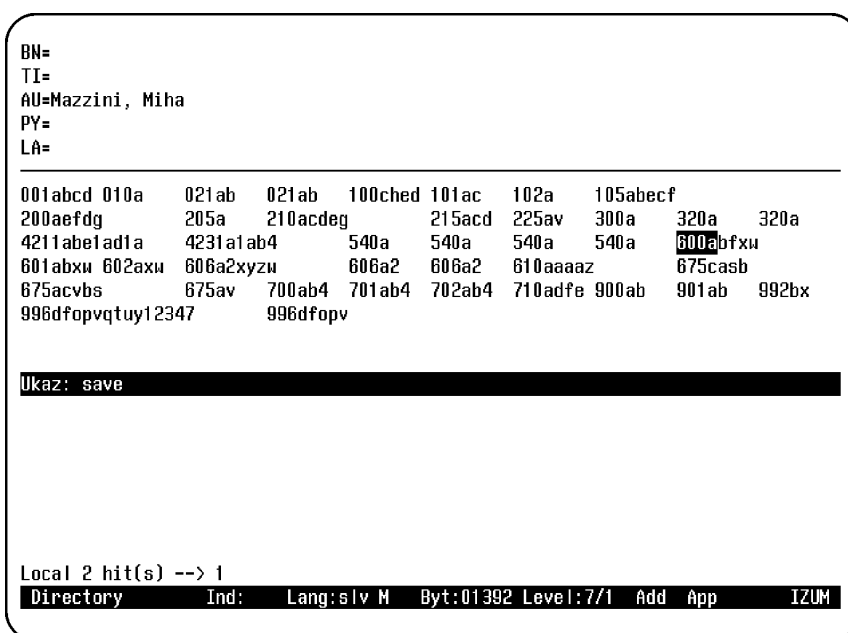 BN=
TI=
AU=Mazzini, Miha
PY=
LA=
001abcd 010a 021ab 021ab 100ched 101ac 102a 105abecf
200aefdg 205a 210acdeg 215acd 225av 300a 320a 320a
4211abe1ad1a 4231a1ab4 540a 540a 540a 540a 600abfxw
601abxw 602axw 606a2xyzw 606a2 606a2 610aaaaz 675casb
675acvbs 675av 700ab4 701ab4 702ab4 710adfe 900ab 901ab 992bx
996dfopvqtuy12347 996dfopv
Ukaz: save
Local 2 hit(s) --> 1
Directory Ind: Lang:slv M Byt:01392 Level:7/1 Add App IZUM